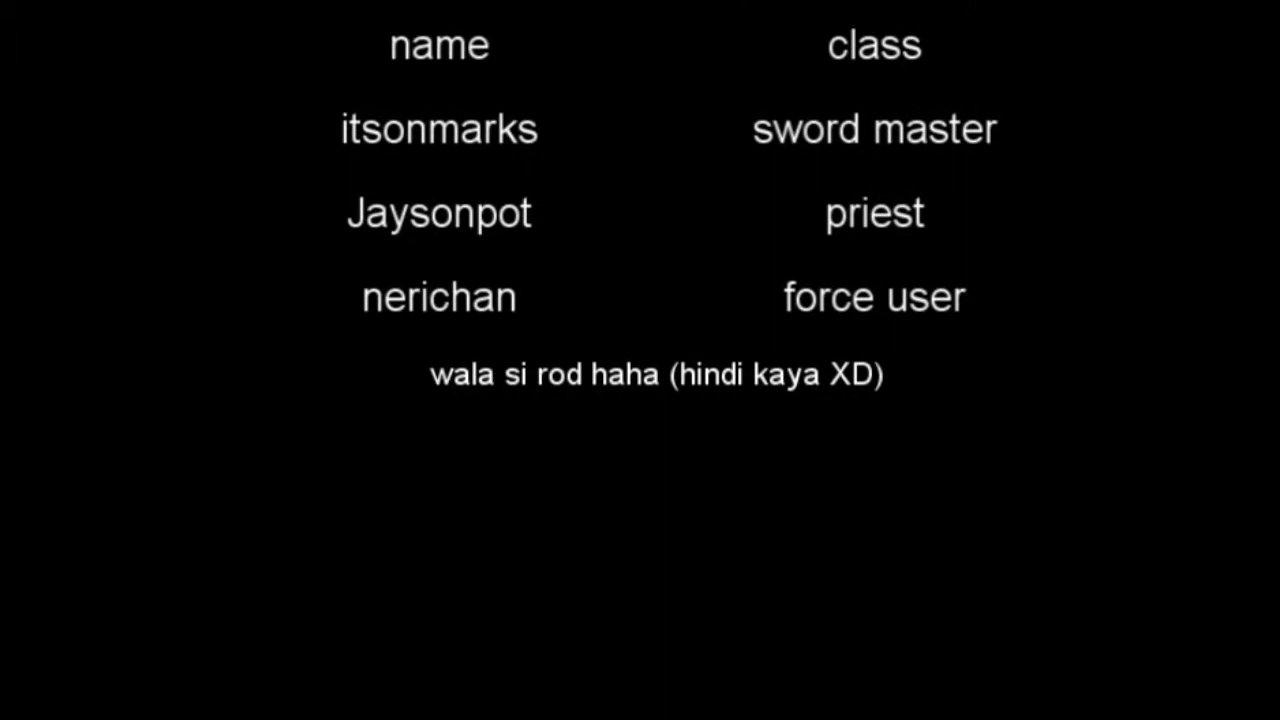 name class
itsonmarks sword master
Jaysonpot priest
nerichan force user
wala si rod haha (hindi kaya XD)